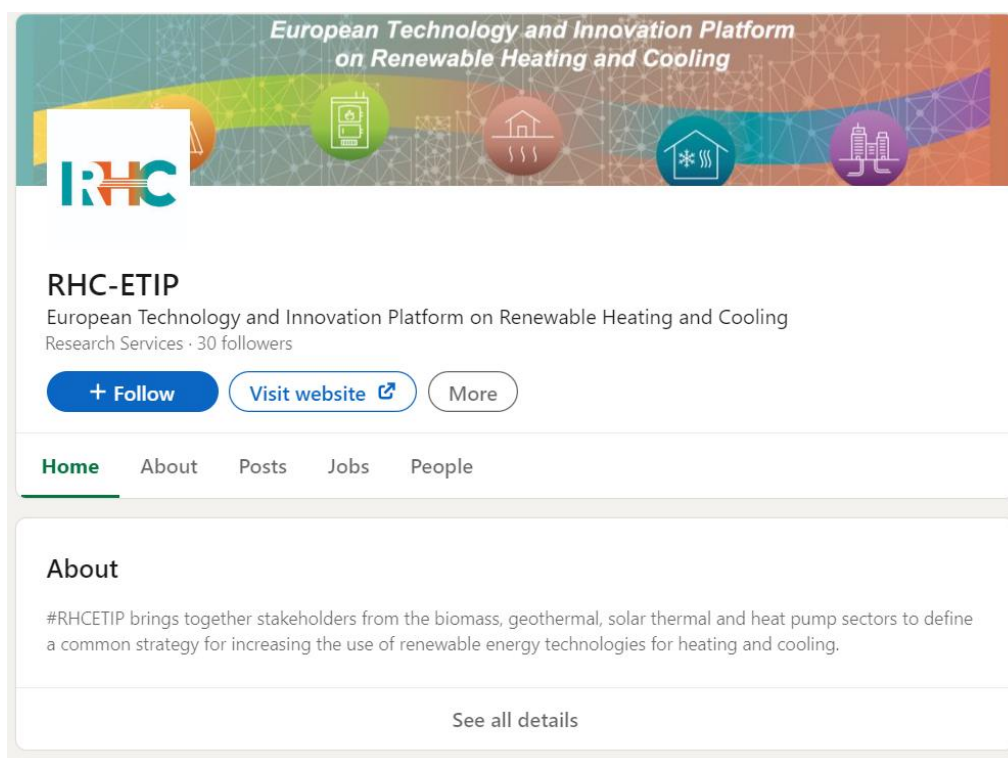 European Technology and Innovation Platform
on Renewable Heating and Cooling
RHC
RHC-ETIP
European Technology and Innovation Platform on Renewable Heating and Cooling
Research Services · 30 followers
+ Follow
Visit website
More
Home
About
Posts
Jobs
People
About
#RHCETIP brings together stakeholders from the biomass, geothermal, solar thermal and heat pump sectors to define
a common strategy for increasing the use of renewable energy technologies for heating and cooling.
See all details